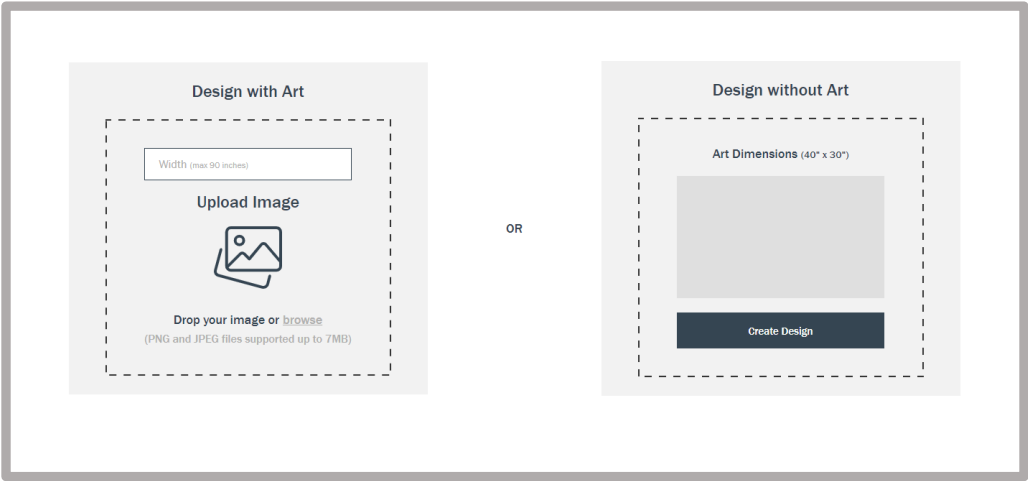 Design with Art
Width (max 90 inches)
Upload Image
Drop your image or browse
(PNG and JPEG files supported up to 7MB)
OR
Design without Art
Art Dimensions (40" x 30")
Create Design